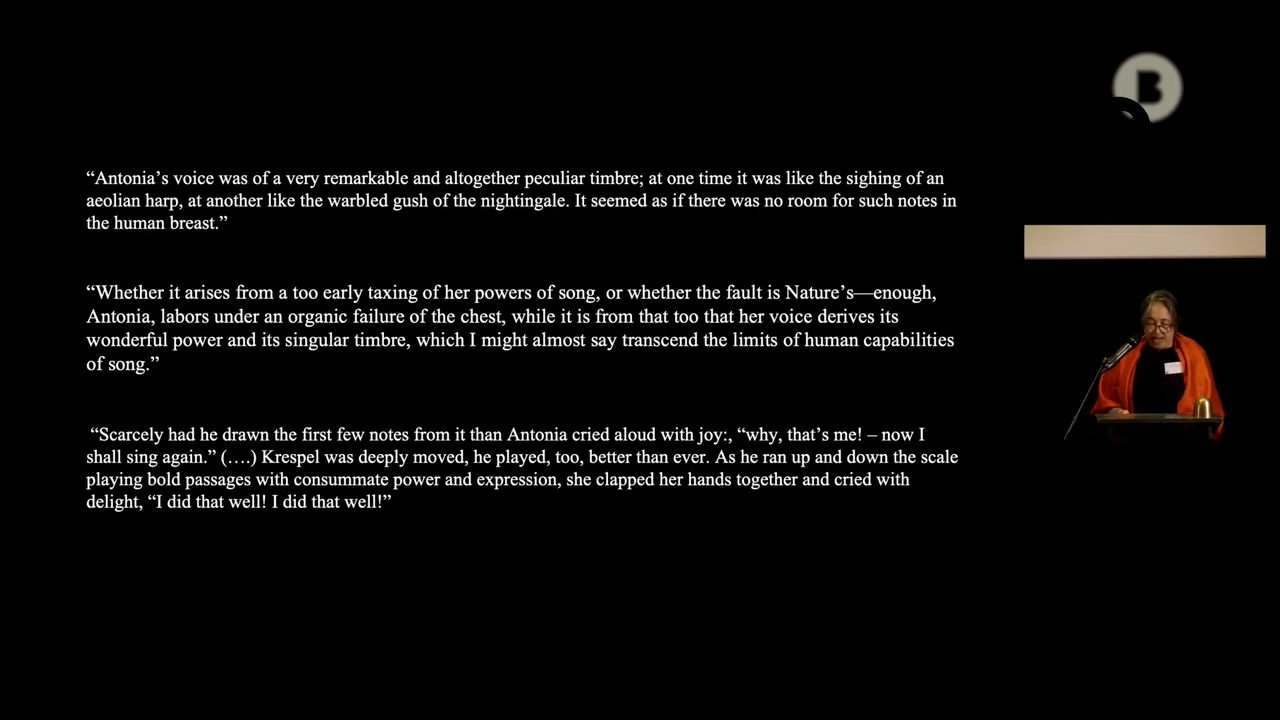 B
“Antonia’s voice was of a very remarkable and altogether peculiar timbre; at one time it was like the sighing of an
aeolian harp, at another like the warbled gush of the nightingale. It seemed as if there was no room for such notes in
the human breast.”
“Whether it arises from a too early taxing of her powers of song, or whether the fault is Nature’s—enough,
Antonia, labors under an organic failure of the chest, while it is from that too that her voice derives its
wonderful power and its singular timbre, which I might almost say transcend the limits of human capabilities
of song.”
“Scarcely had he drawn the first few notes from it than Antonia cried aloud with joy:, “why, that’s me! – now I
shall sing again.” (….) Krespel was deeply moved, he played, too, better than ever. As he ran up and down the scale
playing bold passages with consummate power and expression, she clapped her hands together and cried with
delight, “I did that well! I did that well!”